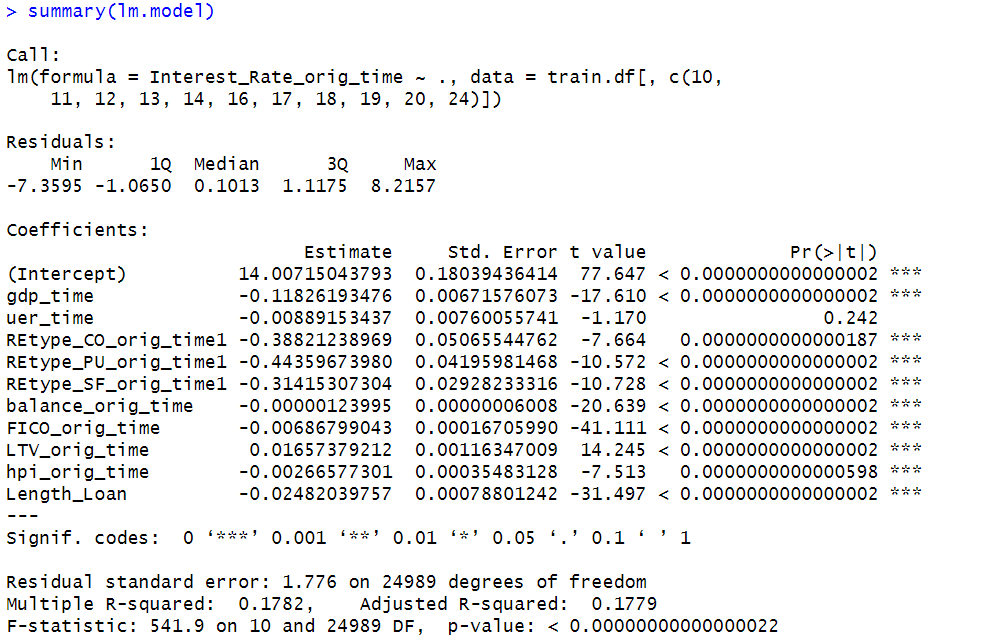 > summary(lm.model)
Call:
lm(formula = Interest_Rate_orig_time ~ ., data = train.df[, c(10,
    11, 12, 13, 14, 16, 17, 18, 19, 20, 24)])
Residuals:
    Min      1Q  Median      3Q     Max
-7.3595 -1.0650  0.1013  1.1175  8.2157
Coefficients:
                           Estimate     Std. Error t value             Pr(>|t|)
(Intercept)          14.00715043793  0.18039436414  77.647 < 0.0000000000000002 ***
gdp_time             -0.11826193476  0.00671576073 -17.610 < 0.0000000000000002 ***
uer_time             -0.00889153437  0.00760055741  -1.170                0.242
REtype_CO_orig_time1 -0.38821238969  0.05065544762  -7.664   0.0000000000000187 ***
REtype_PU_orig_time1 -0.44359673980  0.04195981468 -10.572 < 0.0000000000000002 ***
REtype_SF_orig_time1 -0.31415307304  0.02928233316 -10.728 < 0.0000000000000002 ***
balance_orig_time    -0.00000123995  0.00000006008 -20.639 < 0.0000000000000002 ***
FICO_orig_time       -0.00686799043  0.00016705990 -41.111 < 0.0000000000000002 ***
LTV_orig_time         0.01657379212  0.00116347009  14.245 < 0.0000000000000002 ***
hpi_orig_time        -0.00266577301  0.00035483128  -7.513   0.0000000000000598 ***
Length_Loan          -0.02482039757  0.00078801242 -31.497 < 0.0000000000000002 ***
---
Signif. codes:  0 ‘***’ 0.001 ‘**’ 0.01 ‘*’ 0.05 ‘.’ 0.1 ‘ ’ 1
Residual standard error: 1.776 on 24989 degrees of freedom
Multiple R-squared:  0.1782,    Adjusted R-squared:  0.1779
F-statistic: 541.9 on 10 and 24989 DF,  p-value: < 0.00000000000000022